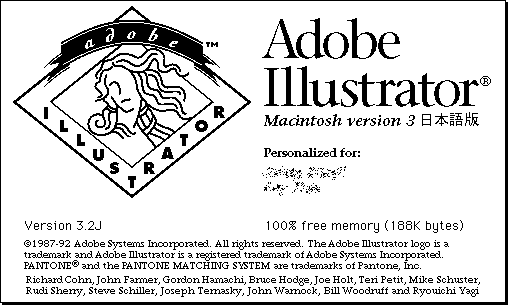 adobe™
ILLUSTRATOR
Adobe
Illustrator®
Macintosh version 3 日本語版
Personalized for:
Version 3.2J
100% free memory (188K bytes)
©1987-92 Adobe Systems Incorporated. All rights reserved. The Adobe Illustrator logo is a
trademark and Adobe Illustrator is a registered trademark of Adobe Systems Incorporated.
PANTONE® and the PANTONE MATCHING SYSTEM are trademarks of Pantone, Inc.
Richard Cohn, John Farmer, Gordon Hamachi, Bruce Hodge, Joe Holt, Teri Petit, Mike Schuster,
Rudi Sherry, Steve Schiller, Joseph Ternasky, John Warnock, Bill Woodruff and Ryouichi Yagi